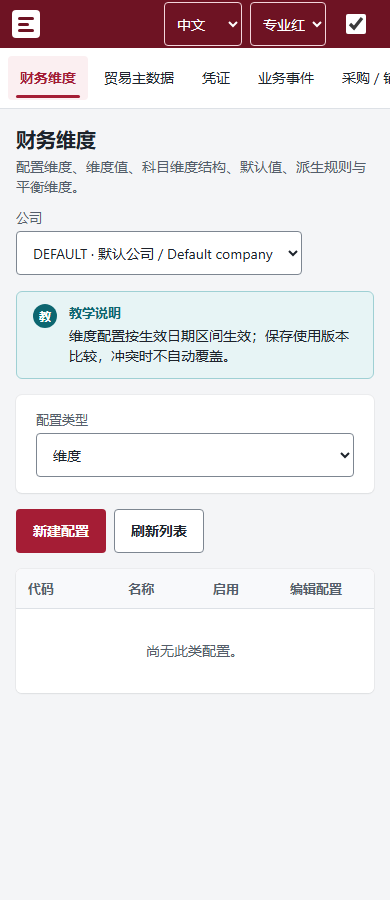 中文 专业红
财务维度 贸易主数据 凭证 业务事件 采购 /
财务维度
配置维度、维度值、科目维度结构、默认值、派生规则与
平衡维度。
公司
DEFAULT · 默认公司 / Default company
教 教学说明
维度配置按生效日期区间生效；保存使用版本
比较，冲突时不自动覆盖。
配置类型
维度
新建配置 刷新列表
代码 名称 启用 编辑配置
尚无此类配置。